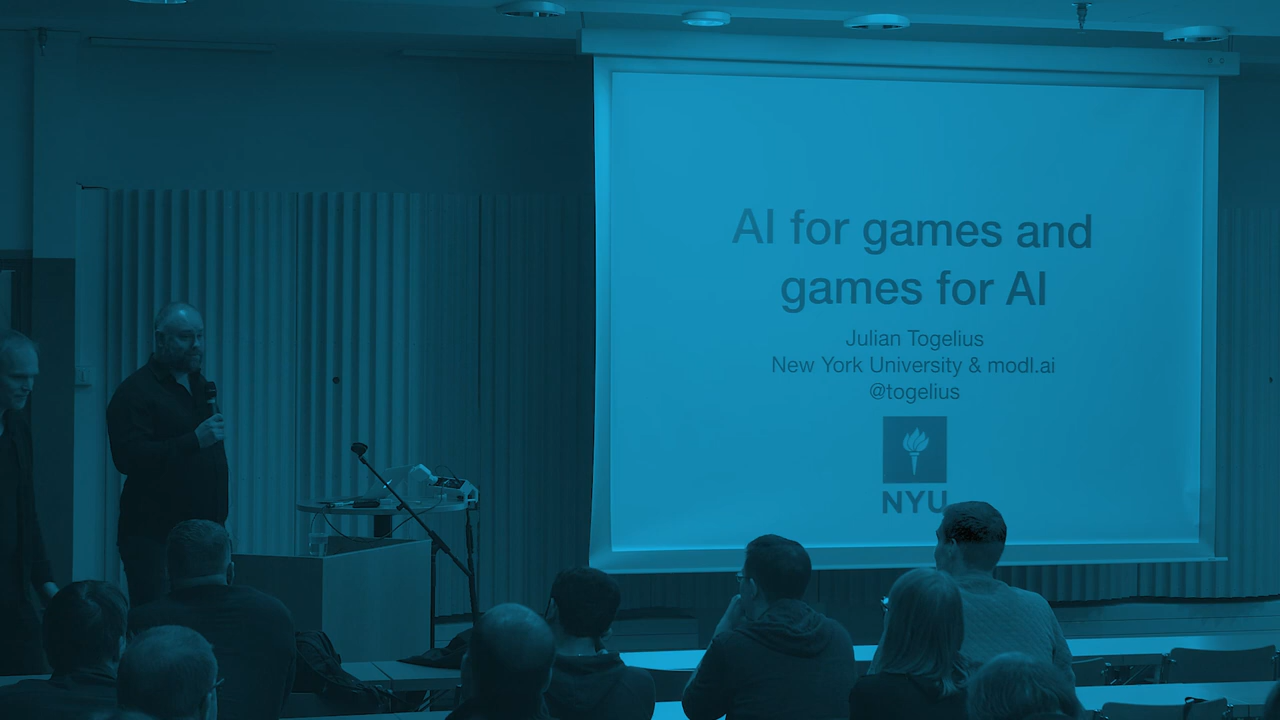 AI for games and
games for AI
Julian Togelius
New York University & modl.ai
@togelius
NYU